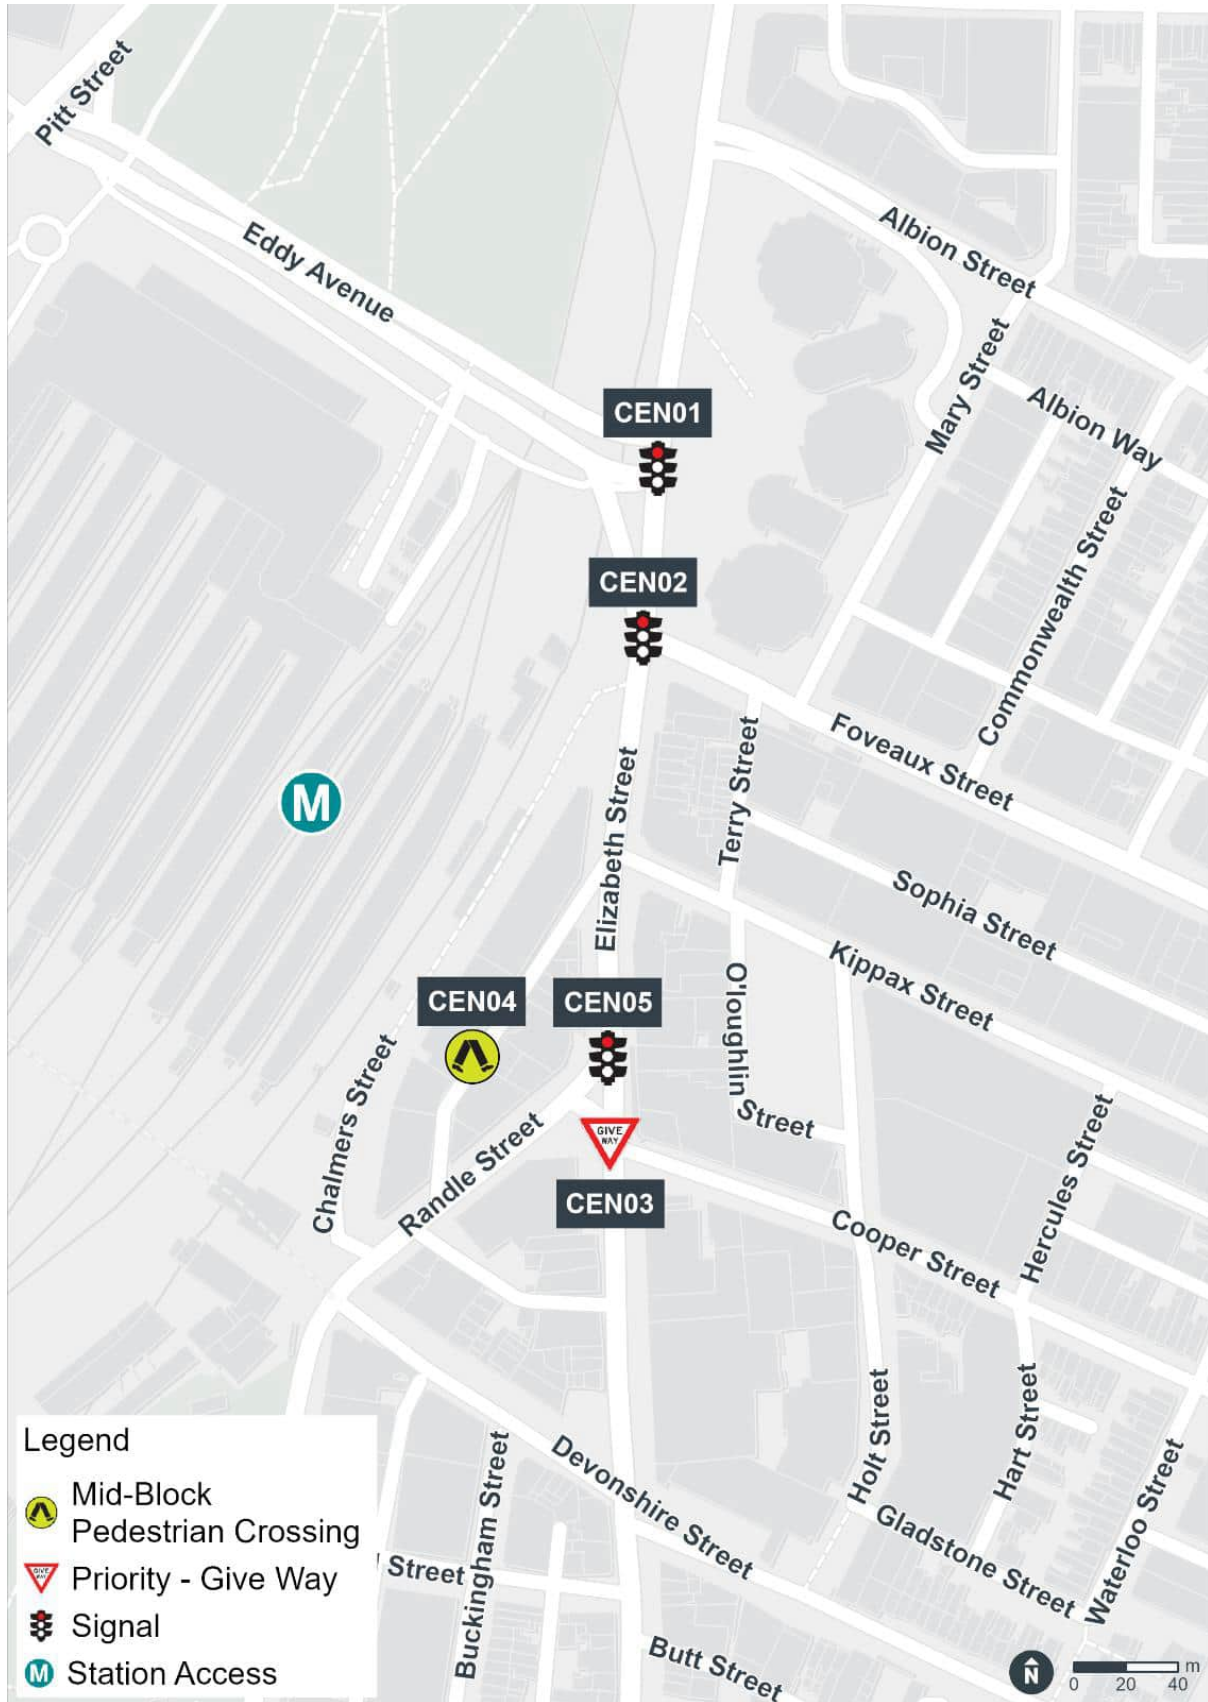 Pitt Street
Eddy Avenue
Albion Street
Mary Street
Albion Way
CEN01
Commonwealth Street
CEN02
Foveaux Street
Terry Street
Elizabeth Street
M
Sophia Street
Kippax Street
O'loughlin
Street
CEN04
CEN05
Chalmers Street
Randle Street
GIVE
WAY
CEN03
Hercules Street
Cooper Street
Holt Street
Hart Street
Devonshire Street
Buckingham Street
Street
Gladstone Street
Waterloo Street
Butt Street
Legend
Mid-Block
Pedestrian Crossing
GIVE
WAY
Priority - Give Way
Signal
M Station Access
N
m
0 20 40